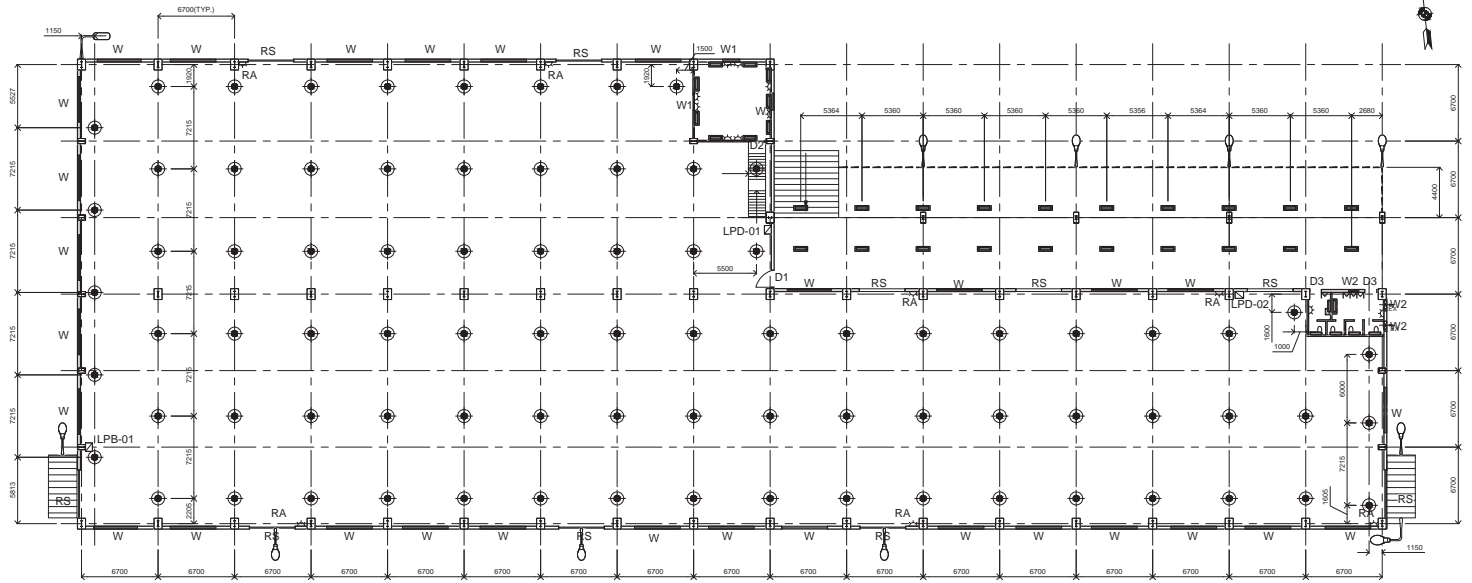 6700(TYP.)
1150
W W RS W W W RS W 1500 W1
RA RA
1920 1920
5527 W W1 W 6700
5364 5360 5360 5360 5360 5356 5364 5360 5360 2680
7215
D2
7215 W 6700
4400
7215
LPD-01
7215 W 5500 D1 6700
7215
W RS W RS W W RS D3 W2 D3
RA RA LPD-02 W2
W2
7215 W 1600 6700
1000
7215
6000
7215 W W 6700
LPB-01
7215
7215
5813 RS 2205 RA RA 1605 RA RS 6700
W W RS W W W RS W W W RS W W W W W
1150
6700 6700 6700 6700 6700 6700 6700 6700 6700 6700 6700 6700 6700 6700 6700 6700 6700